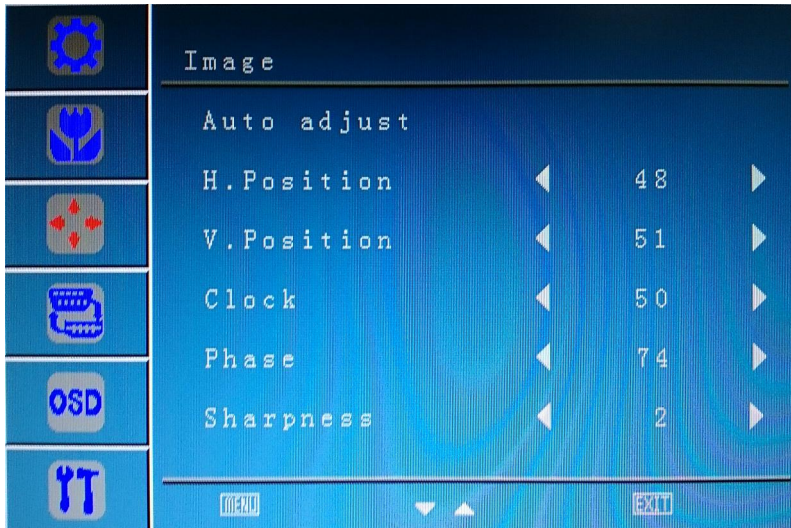 Image
Auto adjust
H.Position 48
V.Position 51
Clock 50
Phase 74
OSD
Sharpness 2
MENU EXIT